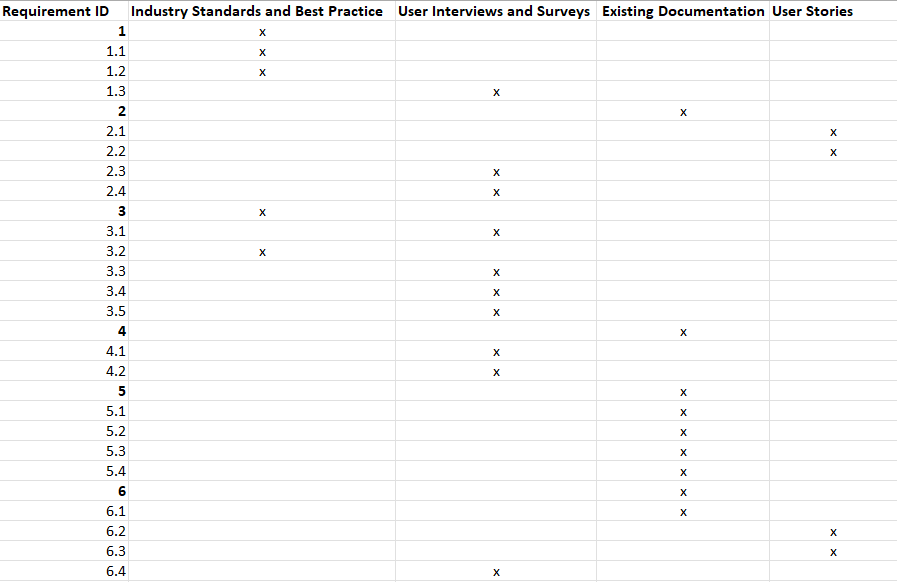 Requirement ID Industry Standards and Best Practice User Interviews and Surveys Existing Documentation User Stories
1 x
1.1 x
1.2 x
1.3 x
2 x
2.1 x
2.2 x
2.3 x
2.4 x
3 x
3.1 x
3.2 x
3.3 x
3.4 x
3.5 x
4 x
4.1 x
4.2 x
5 x
5.1 x
5.2 x
5.3 x
5.4 x
6 x
6.1 x
6.2 x
6.3 x
6.4 x